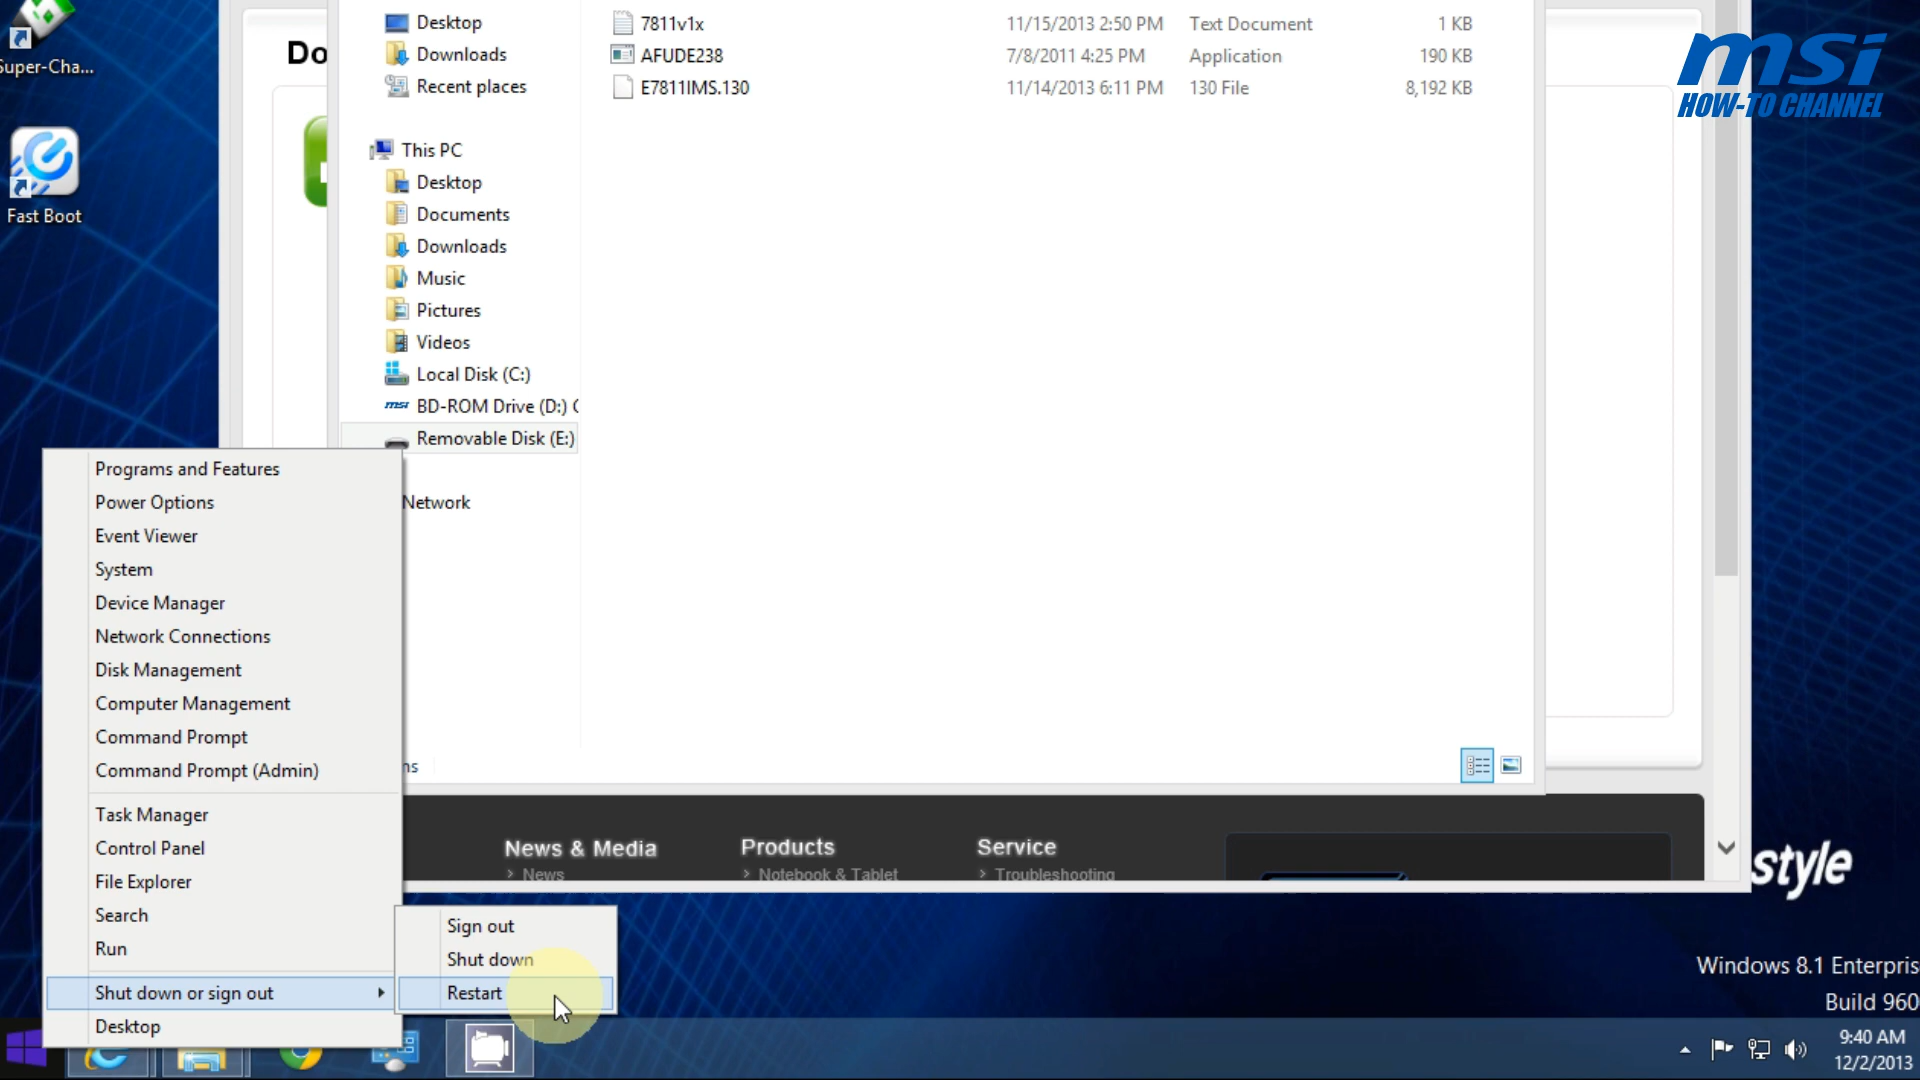 Super-Cha...
Fast Boot
Do
Desktop
Downloads
Recent places
This PC
Desktop
Documents
Downloads
Music
Pictures
Videos
Local Disk (C:)
msi BD-ROM Drive (D:) C
Removable Disk (E:)
Network
7811v1x 11/15/2013 2:50 PM Text Document 1 KB
AFUDE238 7/8/2011 4:25 PM Application 190 KB
E7811IMS.130 11/14/2013 6:11 PM 130 File 8,192 KB
msi
HOW-TO CHANNEL
Programs and Features
Power Options
Event Viewer
System
Device Manager
Network Connections
Disk Management
Computer Management
Command Prompt
Command Prompt (Admin)
Task Manager
Control Panel
File Explorer
Search
Run
Shut down or sign out
Desktop
Sign out
Shut down
Restart
ns
News & Media
> News
Products
> Notebook & Tablet
Service
> Troubleshooting
style
Windows 8.1 Enterpris
Build 960
9:40 AM
12/2/2013